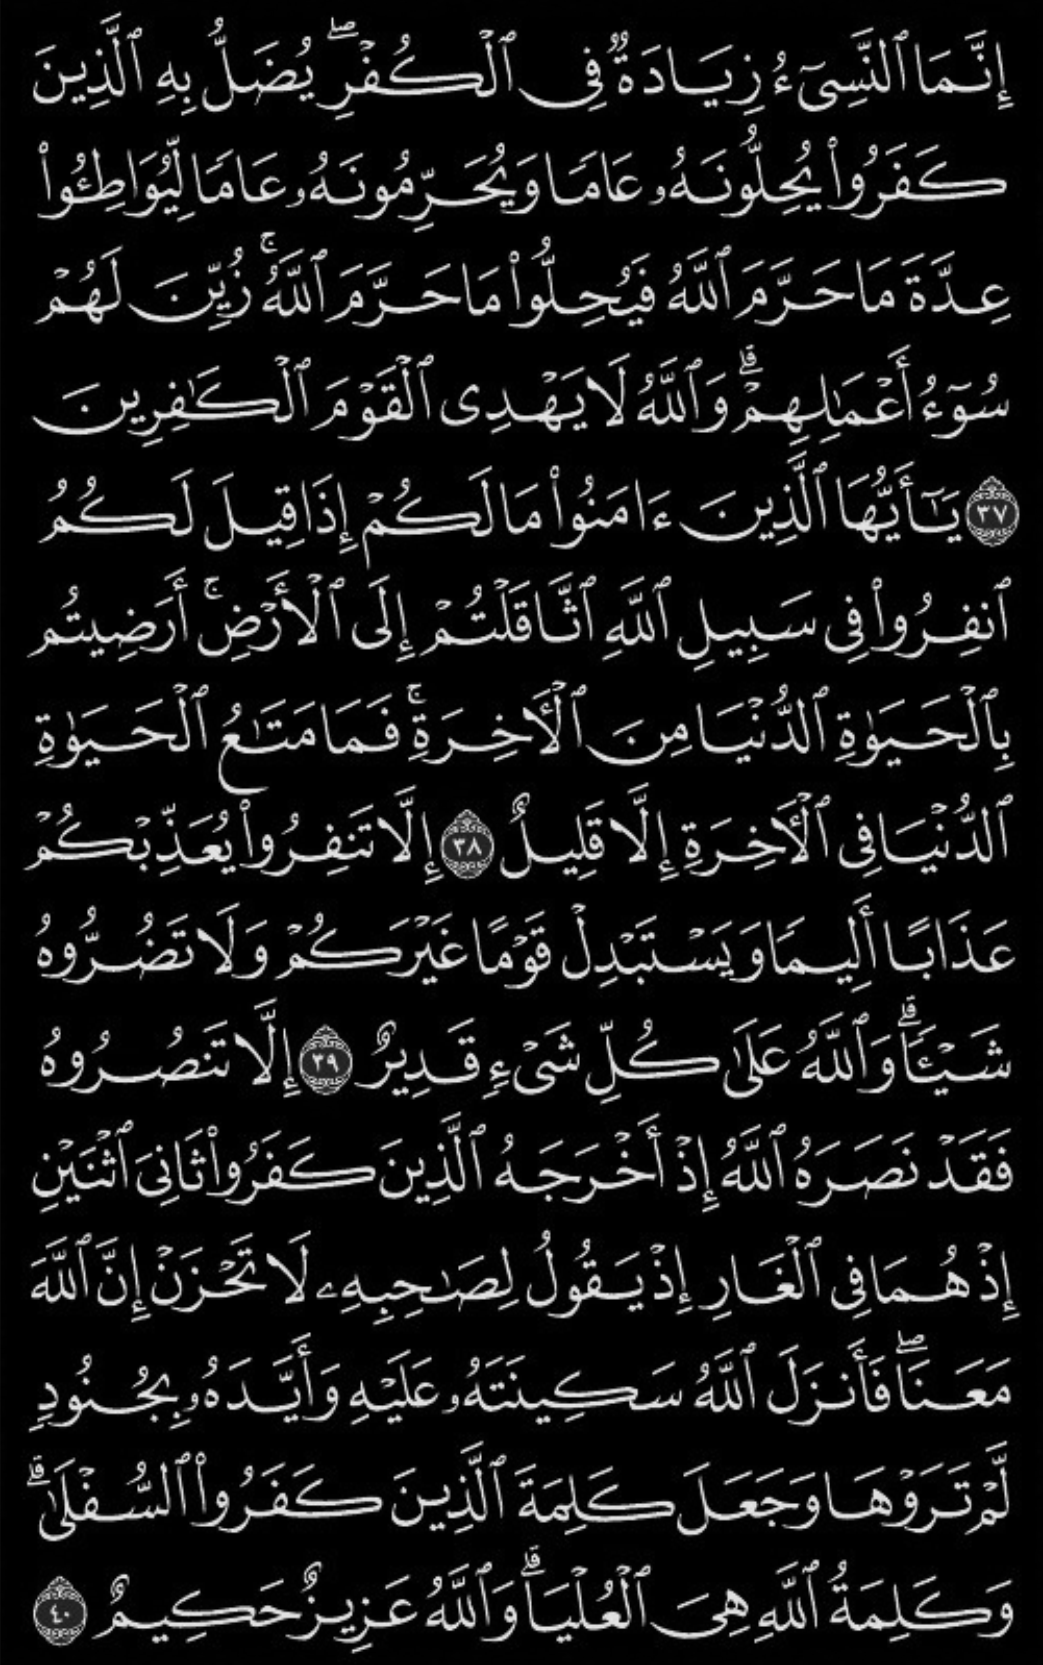 إِنَّمَا ٱلنَّسِىٓءُ زِيَادَةٌ فِى ٱلْكُفْرِ ۖ يُضَلُّ بِهِ ٱلَّذِينَ
كَفَرُوا۟ يُحِلُّونَهُۥ عَامًا وَيُحَرِّمُونَهُۥ عَامًا لِّيُوَاطِـُٔوا۟
عِدَّةَ مَا حَرَّمَ ٱللَّهُ فَيُحِلُّوا۟ مَا حَرَّمَ ٱللَّهُ ۚ زُيِّنَ لَهُمْ
سُوٓءُ أَعْمَـٰلِهِمْ ۗ وَٱللَّهُ لَا يَهْدِى ٱلْقَوْمَ ٱلْكَـٰفِرِينَ
٣٧ يَـٰٓأَيُّهَا ٱلَّذِينَ ءَامَنُوا۟ مَا لَكُمْ إِذَا قِيلَ لَكُمُ
ٱنفِرُوا۟ فِى سَبِيلِ ٱللَّهِ ٱثَّاقَلْتُمْ إِلَى ٱلْأَرْضِ ۚ أَرَضِيتُم
بِٱلْحَيَوٰةِ ٱلدُّنْيَا مِنَ ٱلْـَٔاخِرَةِ ۚ فَمَا مَتَـٰعُ ٱلْحَيَوٰةِ
ٱلدُّنْيَا فِى ٱلْـَٔاخِرَةِ إِلَّا قَلِيلٌ ٣٨ إِلَّا تَنفِرُوا۟ يُعَذِّبْكُمْ
عَذَابًا أَلِيمًا وَيَسْتَبْدِلْ قَوْمًا غَيْرَكُمْ وَلَا تَضُرُّوهُ
شَيْـًٔا ۗ وَٱللَّهُ عَلَىٰ كُلِّ شَىْءٍ قَدِيرٌ ٣٩ إِلَّا تَنصُرُوهُ
فَقَدْ نَصَرَهُ ٱللَّهُ إِذْ أَخْرَجَهُ ٱلَّذِينَ كَفَرُوا۟ ثَانِىَ ٱثْنَيْنِ
إِذْ هُمَا فِى ٱلْغَارِ إِذْ يَقُولُ لِصَـٰحِبِهِۦ لَا تَحْزَنْ إِنَّ ٱللَّهَ
مَعَنَا ۖ فَأَنزَلَ ٱللَّهُ سَكِينَتَهُۥ عَلَيْهِ وَأَيَّدَهُۥ بِجُنُودٍ
لَّمْ تَرَوْهَا وَجَعَلَ كَلِمَةَ ٱلَّذِينَ كَفَرُوا۟ ٱلسُّفْلَىٰ ۗ
وَكَلِمَةُ ٱللَّهِ هِىَ ٱلْعُلْيَا ۗ وَٱللَّهُ عَزِيزٌ حَكِيمٌ ٤٠